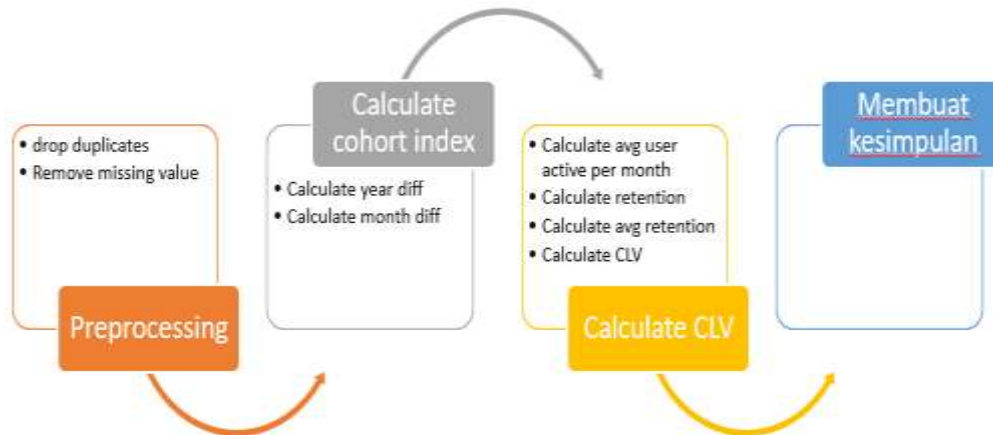 • drop duplicates
• Remove missing value
Preprocessing
Calculate
cohort index
• Calculate year diff
• Calculate month diff
• Calculate avg user
active per month
• Calculate retention
• Calculate avg retention
• Calculate CLV
Calculate CLV
Membuat
kesimpulan